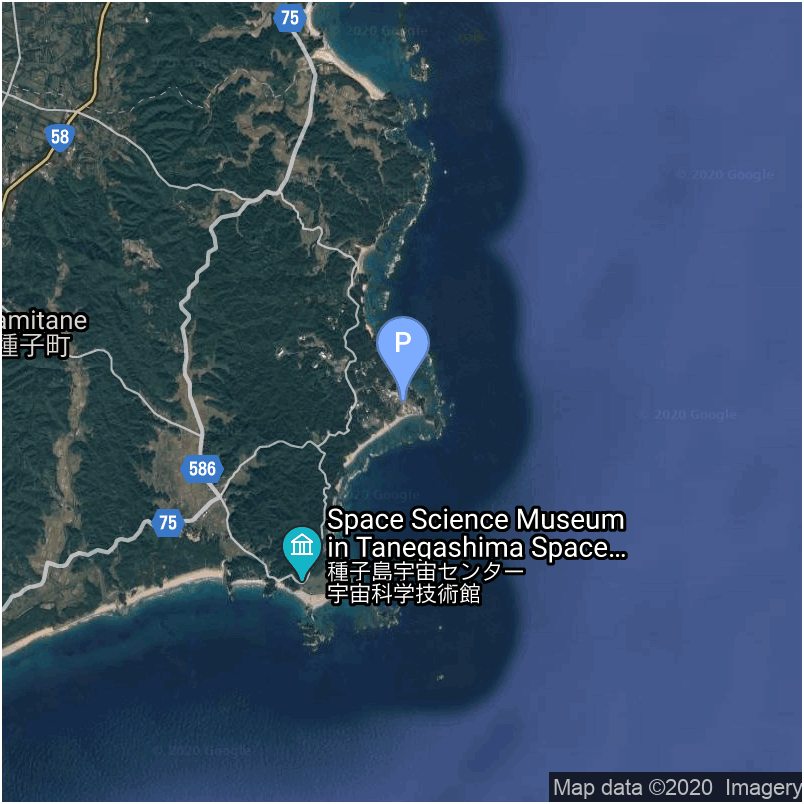 75
© 2020 Google
58
© 2020 Google
amitane
種子町
P
© 2020 Google
586
© 2020 Google
75
Space Science Museum
in Tanegashima Space...
種子島宇宙センター
宇宙科学技術館
© 2020 Google
Map data ©2020 Imagery